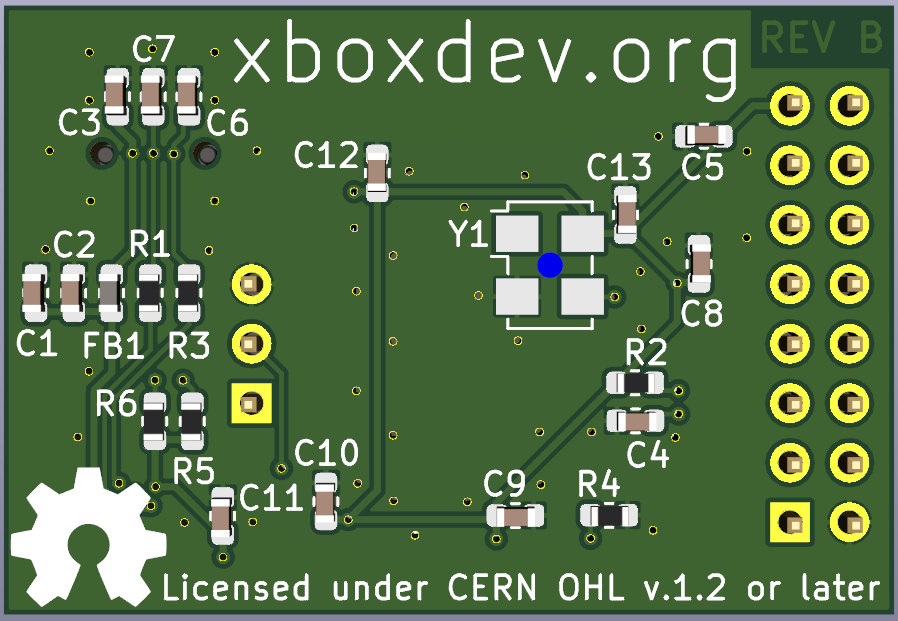 REV B
C7
xboxdev.org
C3
C6
C12
C13
C5
Y1
C2
R1
C8
C1
FB1
R3
R2
R6
C10
C4
R5
C11
C9
R4
Licensed under CERN OHL v.1.2 or later